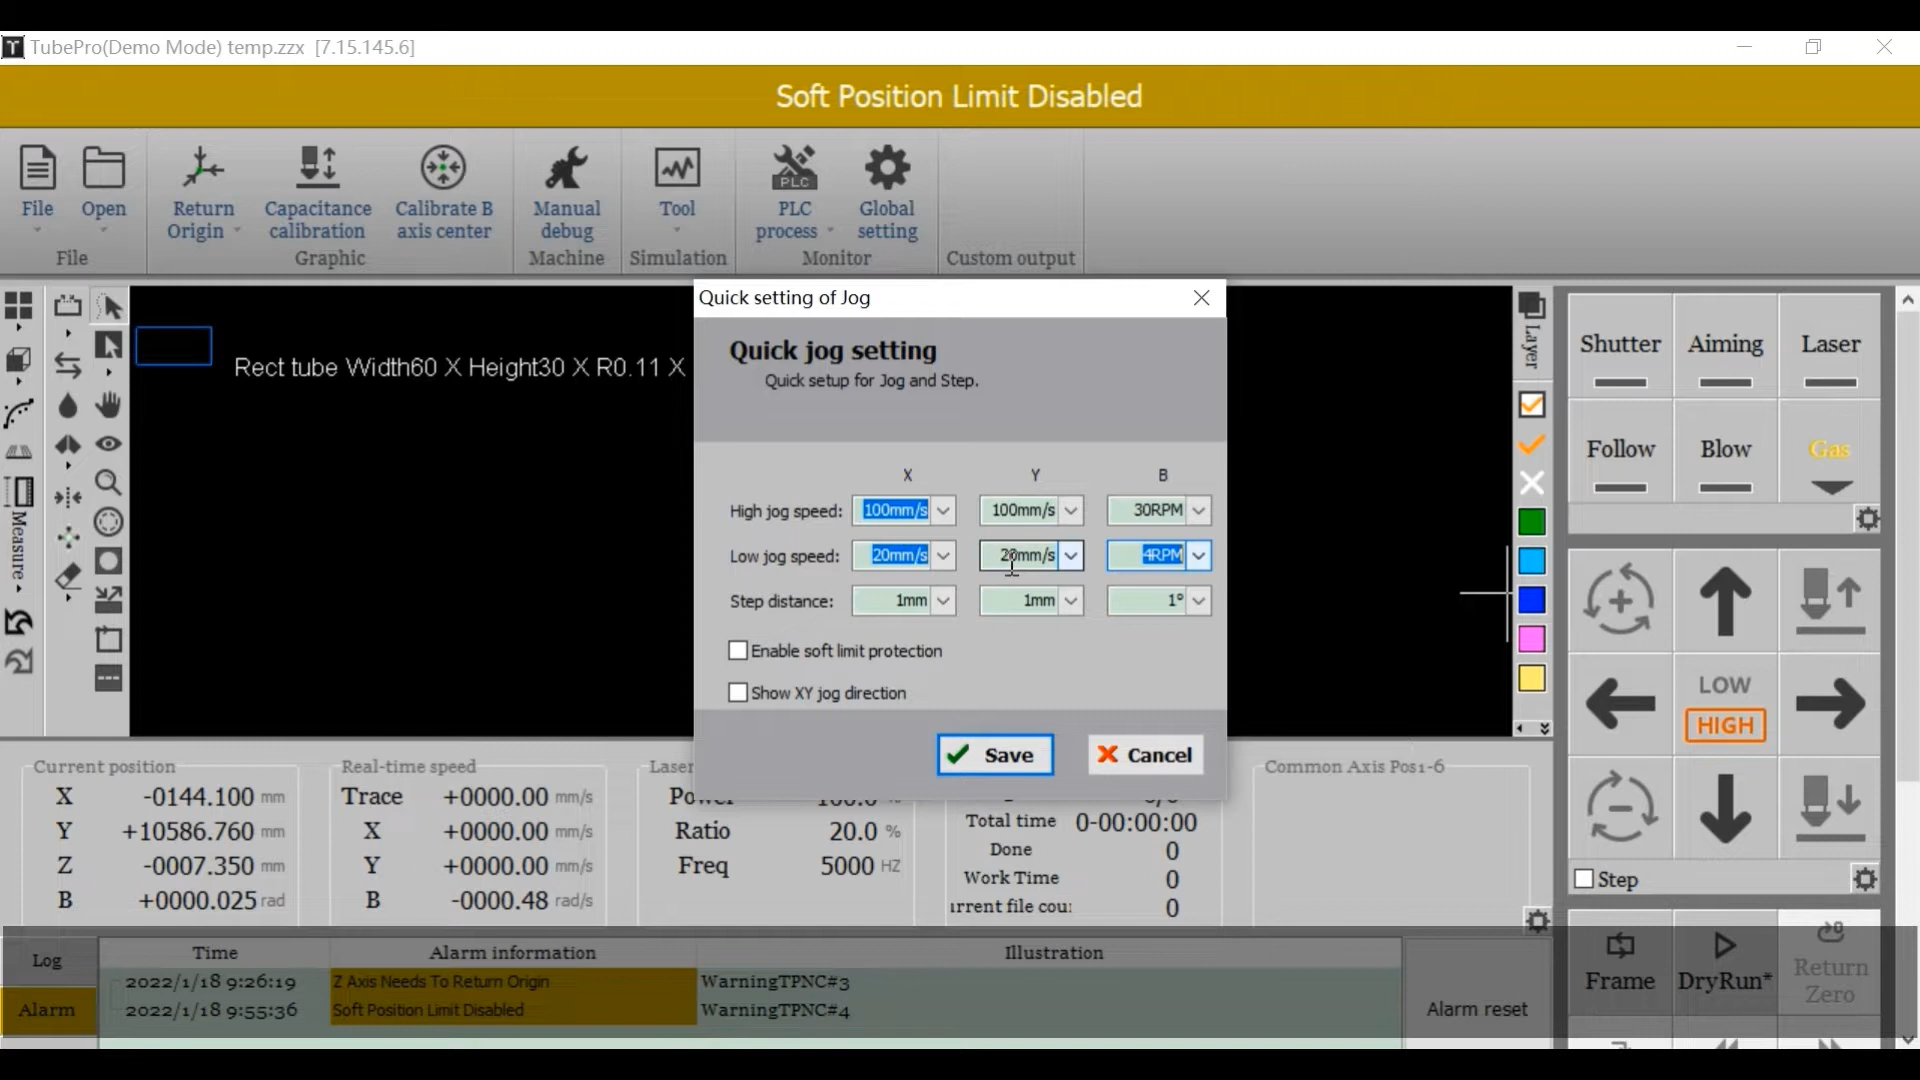 TubePro(Demo Mode) temp.zzx [7.15.145.6]
Soft Position Limit Disabled
File
Open
Return Origin
Capacitance calibration
Calibrate B axis center
Manual debug
Tool
PLC
PLC process
Global setting
File
Graphic
Machine
Simulation
Monitor
Custom output
Rect tube Width60 X Height30 X R0.11 X
Measure
Layer
Quick setting of Jog
Quick jog setting
Quick setup for Jog and Step.
X Y B
High jog speed: 100mm/s 100mm/s 30RPM
Low jog speed: 20mm/s 20mm/s 4RPM
Step distance: 1mm 1mm 1°
Enable soft limit protection
Show XY jog direction
Save
Cancel
Shutter Aiming Laser
Follow Blow Gas
LOW
HIGH
Step
Frame DryRun* Return Zero
Current position
X -0144.100 mm
Y +10586.760 mm
Z -0007.350 mm
B +0000.025 rad
Real-time speed
Trace +0000.00 mm/s
X +0000.00 mm/s
Y +0000.00 mm/s
B -0000.48 rad/s
Laser
Ratio 20.0 %
Freq 5000 HZ
Total time 0-00:00:00
Done 0
Work Time 0
0
Common Axis Pos1-6
Log
Alarm
Time Alarm information Illustration
2022/1/18 9:26:19 Z Axis Needs To Return Origin WarningTPNC#3
2022/1/18 9:55:36 Soft Position Limit Disabled WarningTPNC#4
Alarm reset